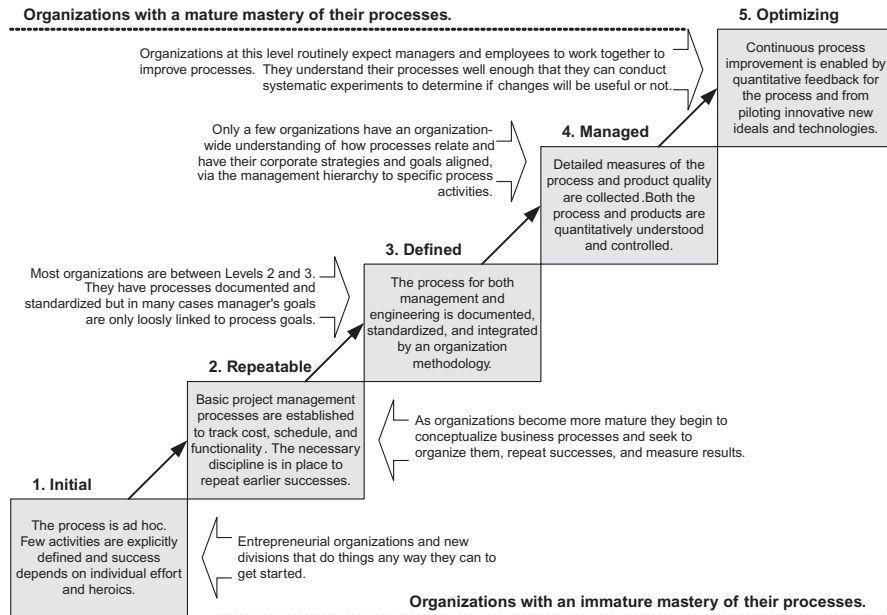 Organizations with a mature mastery of their processes.
5. Optimizing
Continuous process
improvement is enabled by
quantitative feedback for
the process and from
piloting innovative new
ideals and technologies.
Organizations at this level routinely expect managers and employees to work together to
improve processes. They understand their processes well enough that they can conduct
systematic experiments to determine if changes will be useful or not.
4. Managed
Detailed measures of the
process and product quality
are collected .Both the
process and products are
quantitatively understood
and controlled.
Only a few organizations have an organization-
wide understanding of how processes relate and
have their corporate strategies and goals aligned,
via the management hierarchy to specific process
activities.
3. Defined
The process for both
management and
engineering is documented,
standardized, and integrated
by an organization
methodology.
Most organizations are between Levels 2 and 3.
They have processes documented and
standardized but in many cases manager's goals
are only loosly linked to process goals.
2. Repeatable
Basic project management
processes are established
to track cost, schedule, and
functionality . The necessary
discipline is in place to
repeat earlier successes.
As organizations become more mature they begin to
conceptualize business processes and seek to
organize them, repeat successes, and measure results.
1. Initial
The process is ad hoc.
Few activities are explicitly
defined and success
depends on individual effort
and heroics.
Entrepreneurial organizations and new
divisions that do things any way they can to
get started.
Organizations with an immature mastery of their processes.